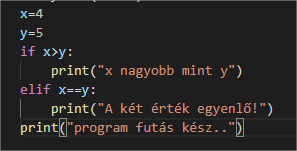 x=4
y=5
if x>y:
    print("x nagyobb mint y")
elif x==y:
    print("A két érték egyenlő!")
print("program futás kész..")